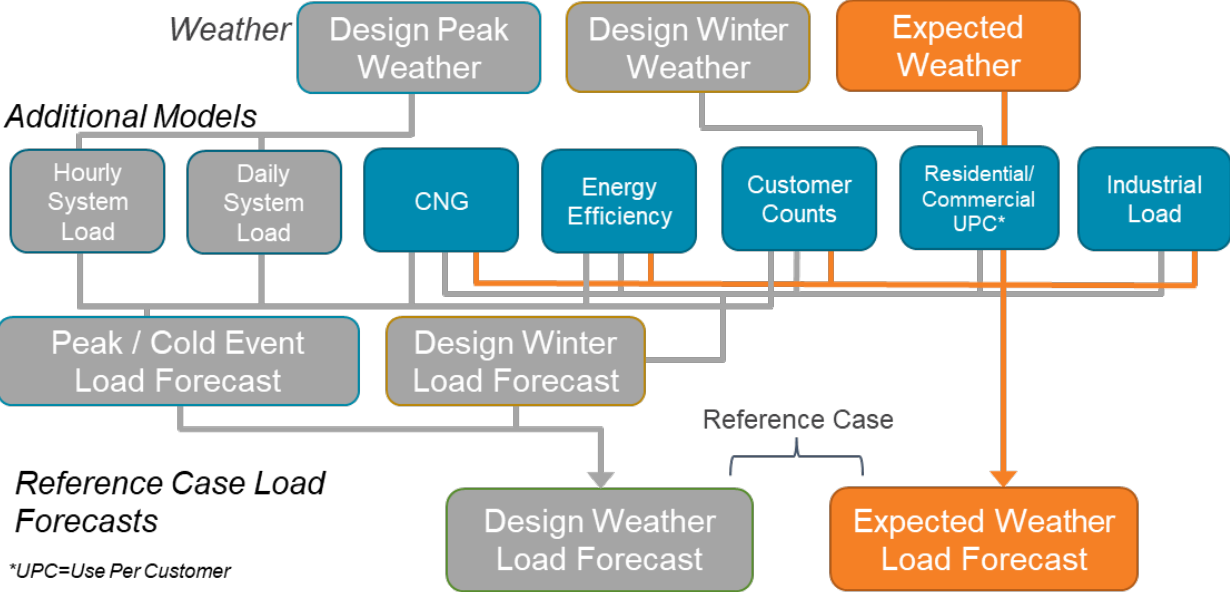 Weather
Design Peak
Weather
Design Winter
Weather
Expected
Weather
Additional Models
Hourly
System
Load
Daily
System
Load
CNG
Energy
Efficiency
Customer
Counts
Residential/
Commercial
UPC*
Industrial
Load
Peak / Cold Event
Load Forecast
Design Winter
Load Forecast
Reference Case
Reference Case Load
Forecasts
Design Weather
Load Forecast
Expected Weather
Load Forecast
*UPC=Use Per Customer